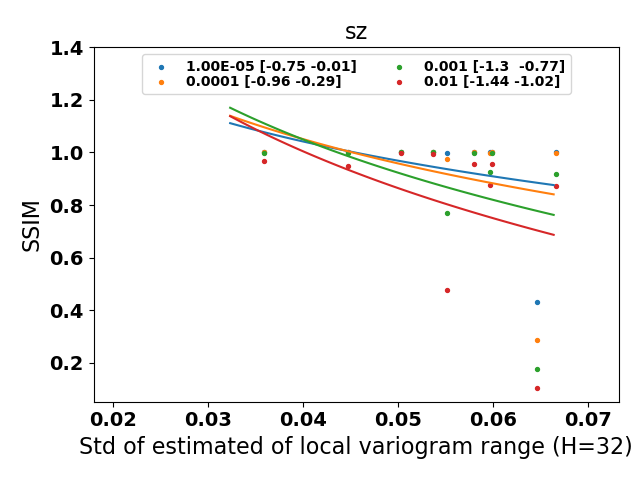 sz
1.4
1.00E-05 [-0.75 -0.01]
0.001 [-1.3  -0.77]
0.0001 [-0.96 -0.29]
0.01 [-1.44 -1.02]
1.2
1.0
0.8
0.6
0.4
0.2
SSIM
0.02 0.03 0.04 0.05 0.06 0.07
Std of estimated of local variogram range (H=32)